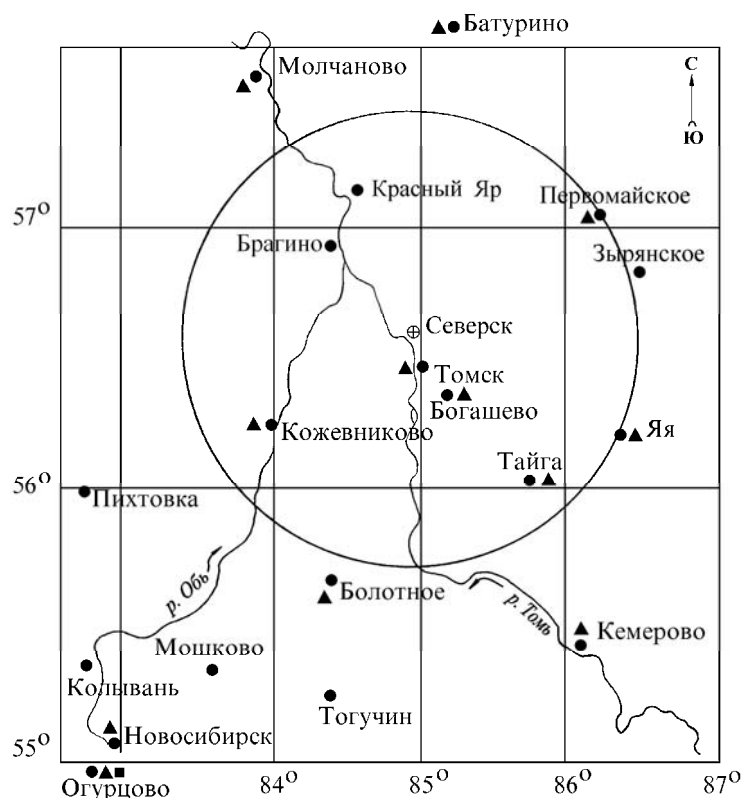 Батурино
Молчаново
С
Ю
Красный Яр
Первомайское
57°
Брагино
Зырянское
Северск
Томск
Богашево
Кожевниково
Яя
Тайга
56°
Пихтовка
р. Обь
Болотное
р. Томь
Кемерово
Мошково
Колывань
Тогучин
Новосибирск
55°
Огурцово
84°
85°
86°
87°